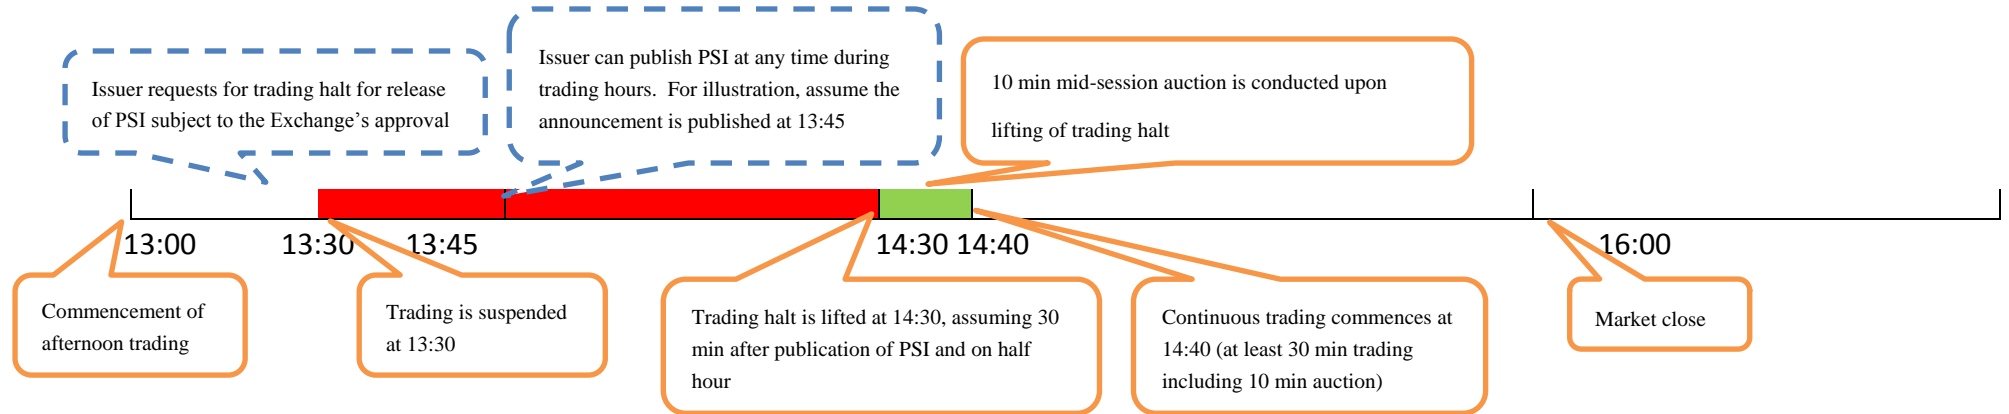 Issuer requests for trading halt for release
of PSI subject to the Exchange’s approval
Issuer can publish PSI at any time during
trading hours.  For illustration, assume the
announcement is published at 13:45
10 min mid-session auction is conducted upon
lifting of trading halt
13:00
13:30
13:45
14:30
14:40
16:00
Commencement of
afternoon trading
Trading is suspended
at 13:30
Trading halt is lifted at 14:30, assuming 30
min after publication of PSI and on half
hour
Continuous trading commences at
14:40 (at least 30 min trading
including 10 min auction)
Market close